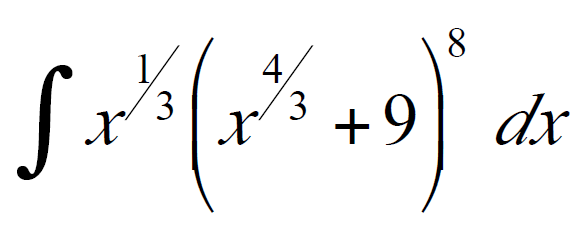 ∫ x^{1/3} ( x^{4/3} + 9 )^8 dx